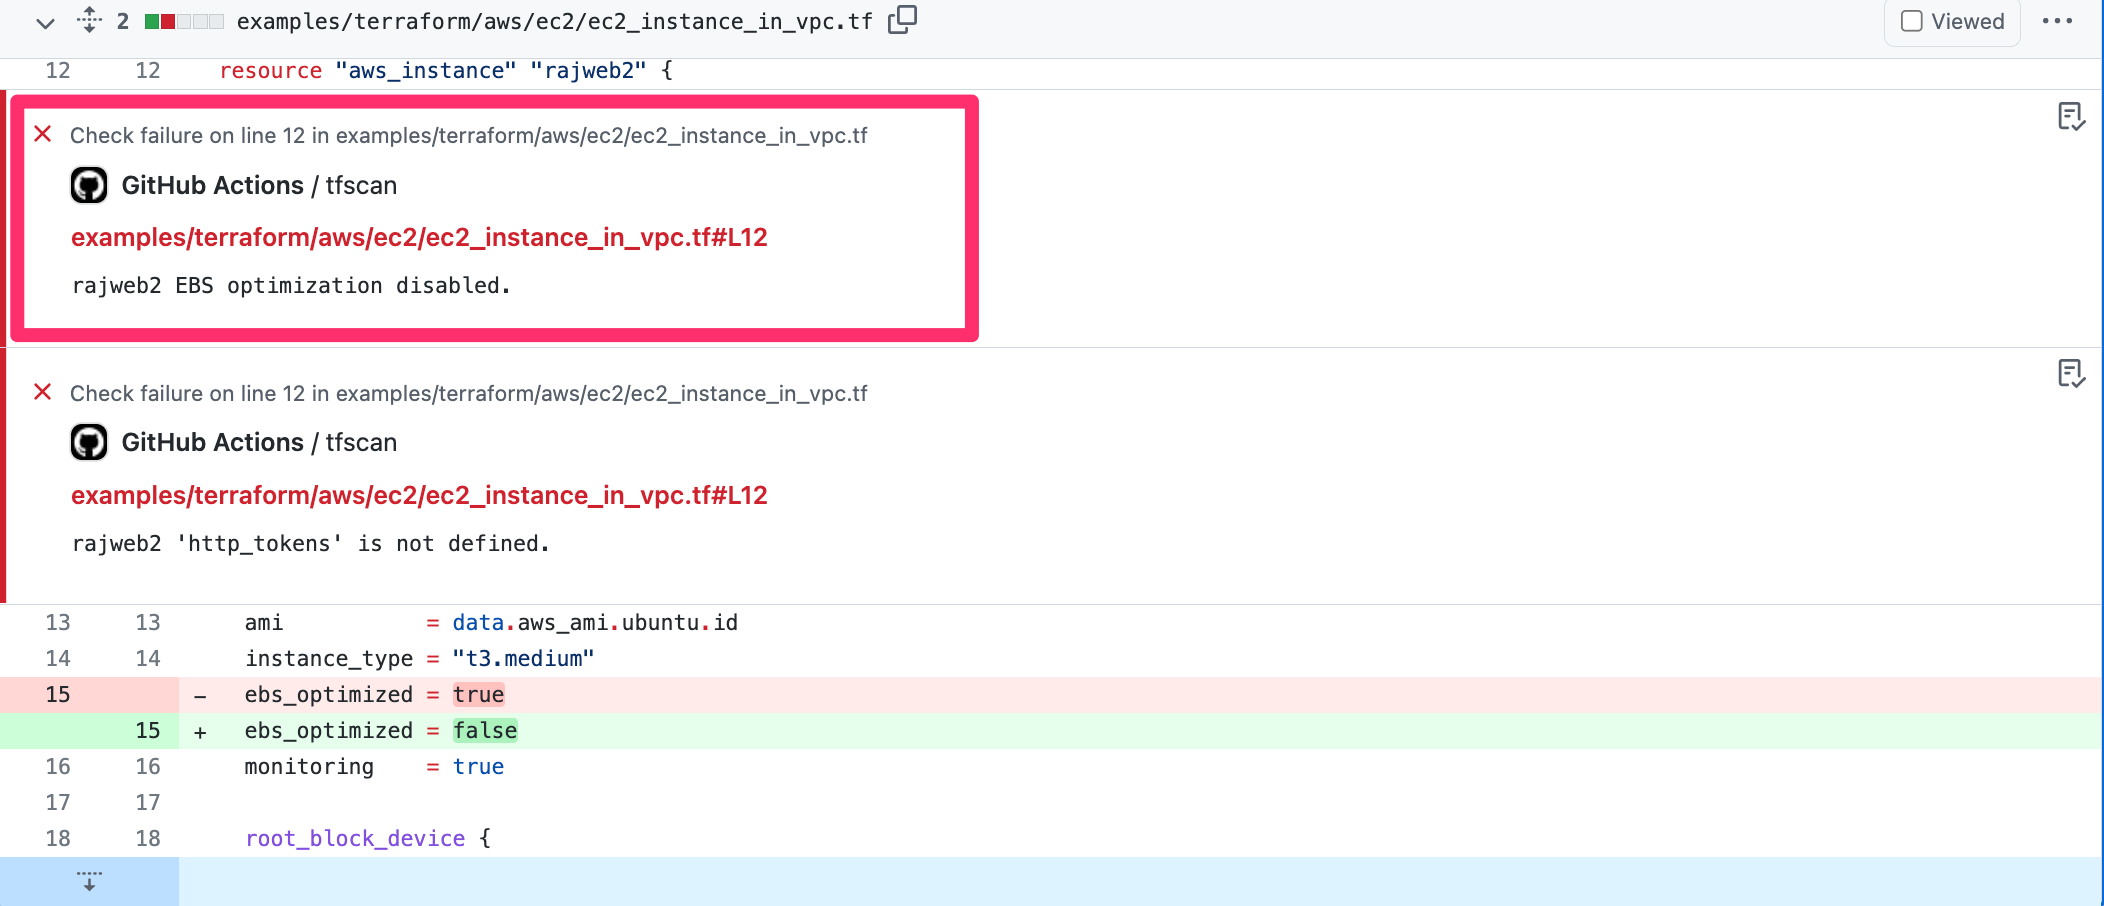 2 examples/terraform/aws/ec2/ec2_instance_in_vpc.tf Viewed
12 12 resource "aws_instance" "rajweb2" {
Check failure on line 12 in examples/terraform/aws/ec2/ec2_instance_in_vpc.tf
GitHub Actions / tfscan
examples/terraform/aws/ec2/ec2_instance_in_vpc.tf#L12
rajweb2 EBS optimization disabled.
Check failure on line 12 in examples/terraform/aws/ec2/ec2_instance_in_vpc.tf
GitHub Actions / tfscan
examples/terraform/aws/ec2/ec2_instance_in_vpc.tf#L12
rajweb2 'http_tokens' is not defined.
13 13 ami = data.aws_ami.ubuntu.id
14 14 instance_type = "t3.medium"
15 - ebs_optimized = true
15 + ebs_optimized = false
16 16 monitoring = true
17 17
18 18 root_block_device {